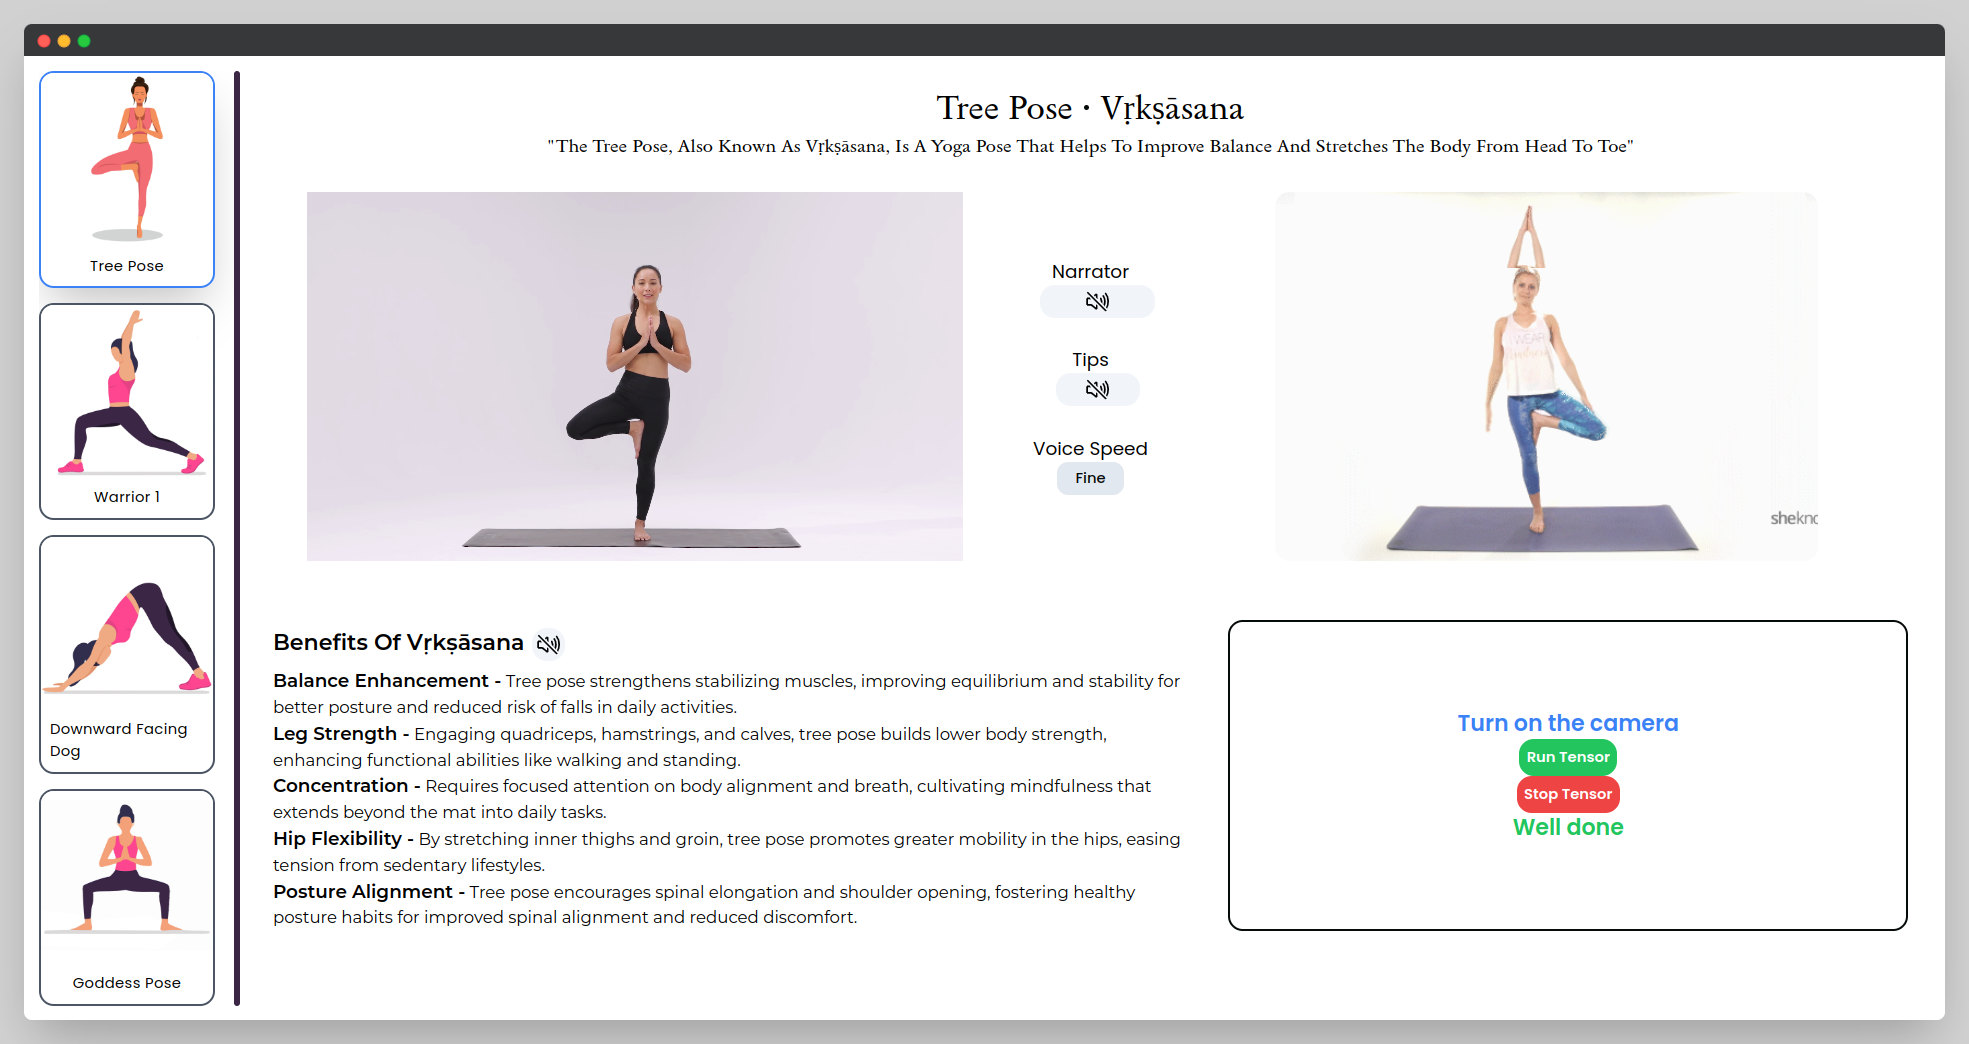 Tree Pose
Warrior 1
Downward Facing
Dog
Goddess Pose
Tree Pose · Vṛkṣāsana
"The Tree Pose, Also Known As Vṛkṣāsana, Is A Yoga Pose That Helps To Improve Balance And Stretches The Body From Head To Toe"
Narrator
Tips
Voice Speed
Fine
shekno
Benefits Of Vṛkṣāsana
Balance Enhancement - Tree pose strengthens stabilizing muscles, improving equilibrium and stability for
better posture and reduced risk of falls in daily activities.
Leg Strength - Engaging quadriceps, hamstrings, and calves, tree pose builds lower body strength,
enhancing functional abilities like walking and standing.
Concentration - Requires focused attention on body alignment and breath, cultivating mindfulness that
extends beyond the mat into daily tasks.
Hip Flexibility - By stretching inner thighs and groin, tree pose promotes greater mobility in the hips, easing
tension from sedentary lifestyles.
Posture Alignment - Tree pose encourages spinal elongation and shoulder opening, fostering healthy
posture habits for improved spinal alignment and reduced discomfort.
Turn on the camera
Run Tensor
Stop Tensor
Well done